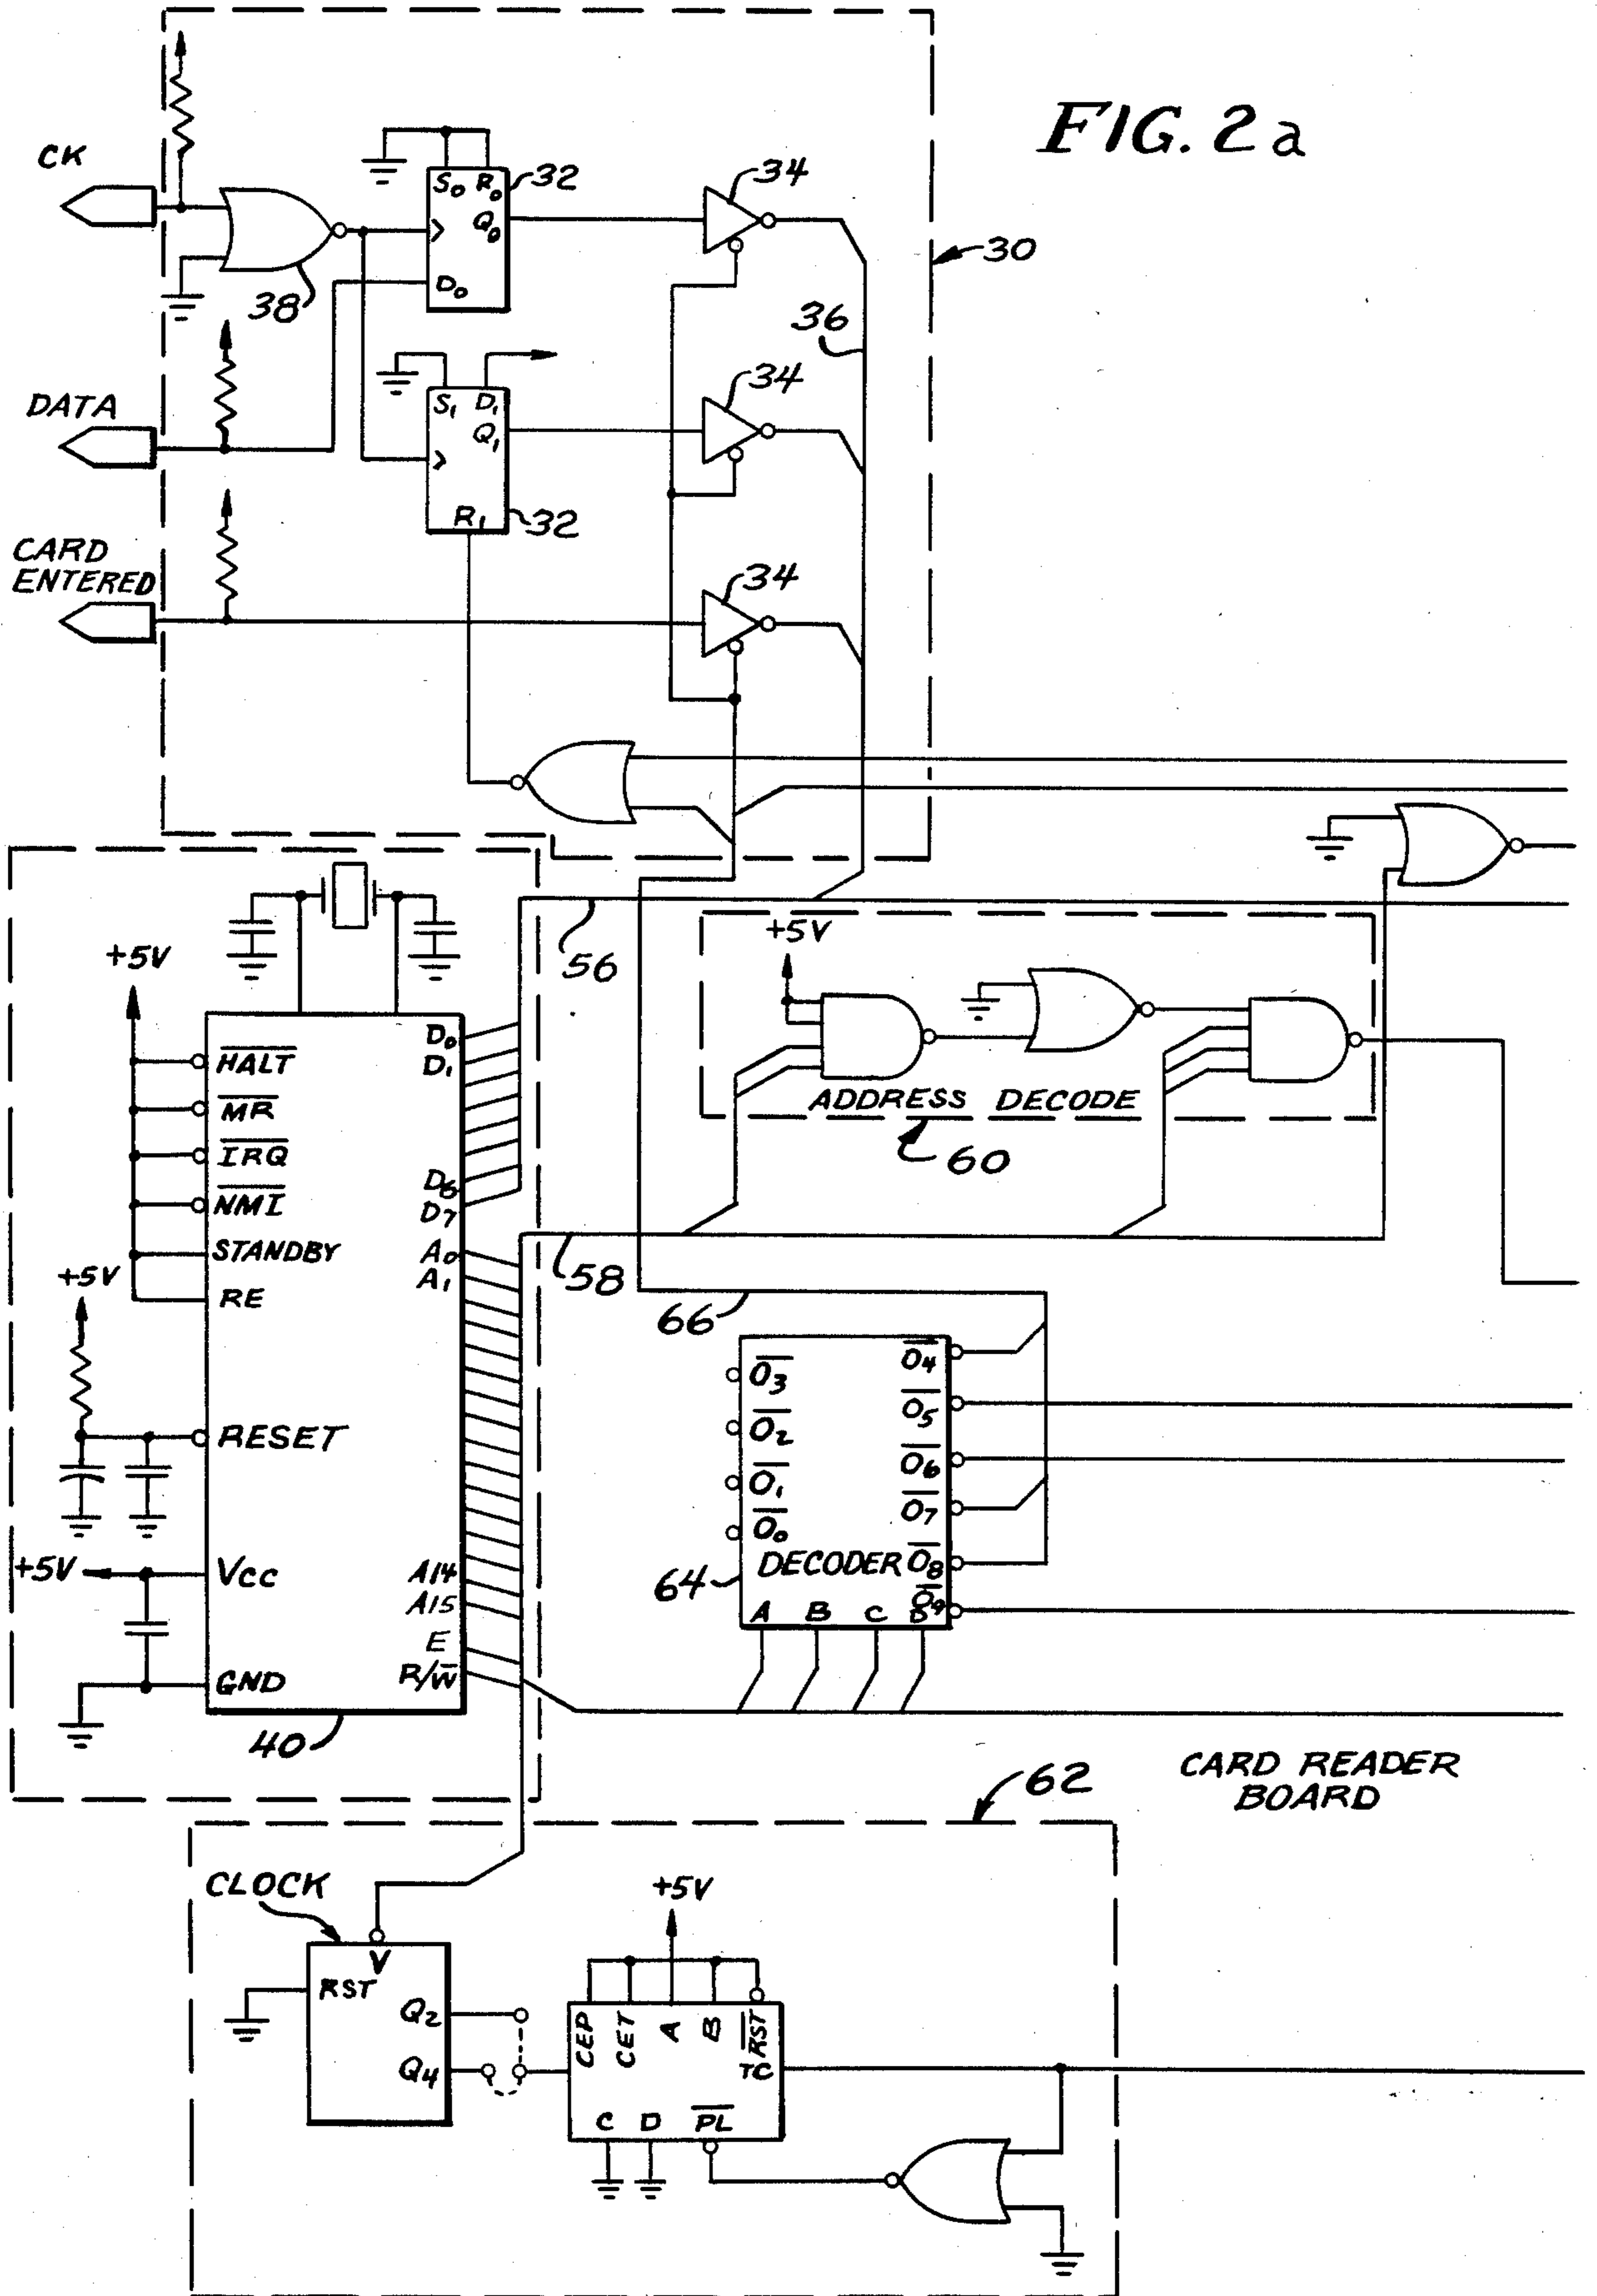 FIG. 2a
CK
S0 R0
32
Q0
D0
38
34
30
36
DATA
S1 D1
Q1
R1
32
34
CARD
ENTERED
34
56
+5V
+5V
D0
D1
D6
D7
HALT
MR
IRQ
NMI
STANDBY
RE
ADDRESS DECODE
60
A0
A1
58
+5V
66
RESET
O3
O2
O1
O0
O4
O5
O6
O7
O8
O9
DECODER
64
A B C D
+5V
VCC
A14
A15
E
R/W
GND
40
CARD READER
BOARD
62
CLOCK
V
RST
Q2
Q4
+5V
CEP
CET
A
B
RST
TC
C D PL